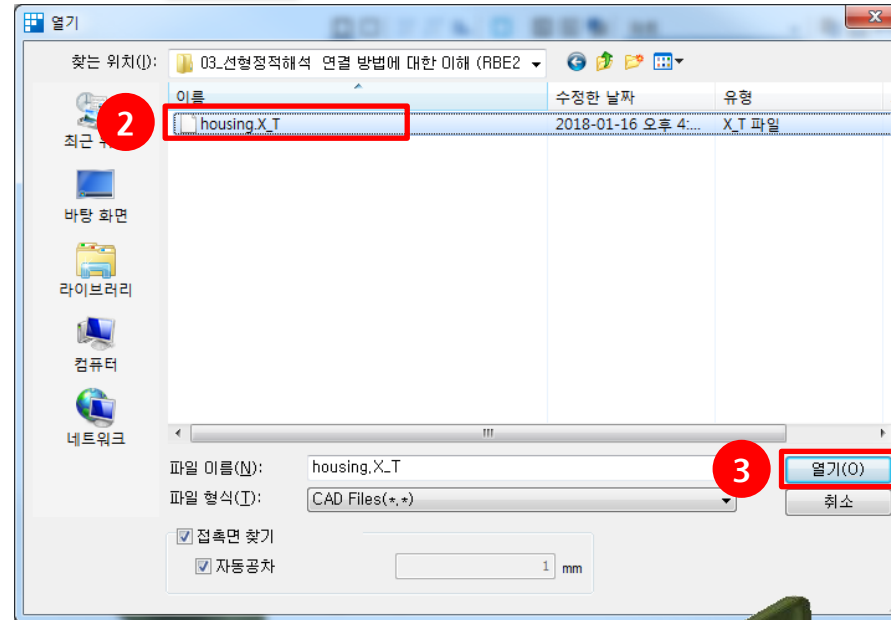 열기
찾는 위치(I):
03_선형정적해석 연결 방법에 대한 이해 (RBE2
이름
수정한 날짜
유형
2
housing.X_T
2018-01-16 오후 4:...
X_T 파일
최근
바탕 화면
라이브러리
컴퓨터
네트워크
파일 이름(N):
housing.X_T
3
열기(O)
파일 형식(T):
CAD Files(*.*)
취소
접촉면 찾기
자동공차
1 mm